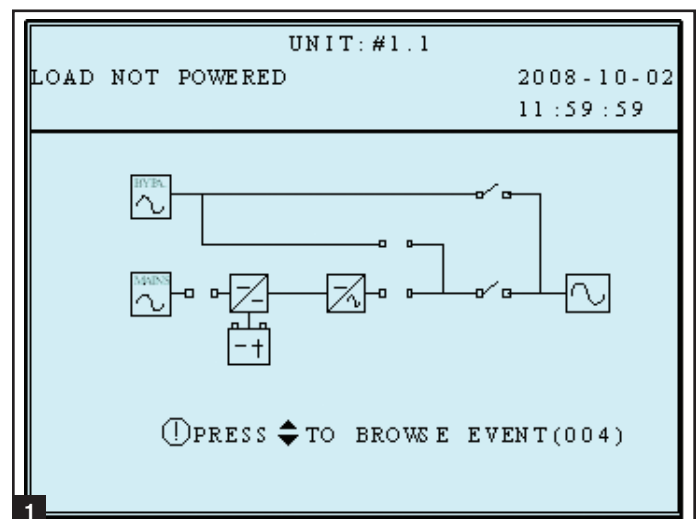 UNIT:#1.1
LOAD NOT POWERED 2008-10-02
11:59:59
BYPA.
MAINS
PRESS TO BROWSE EVENT(004)
1